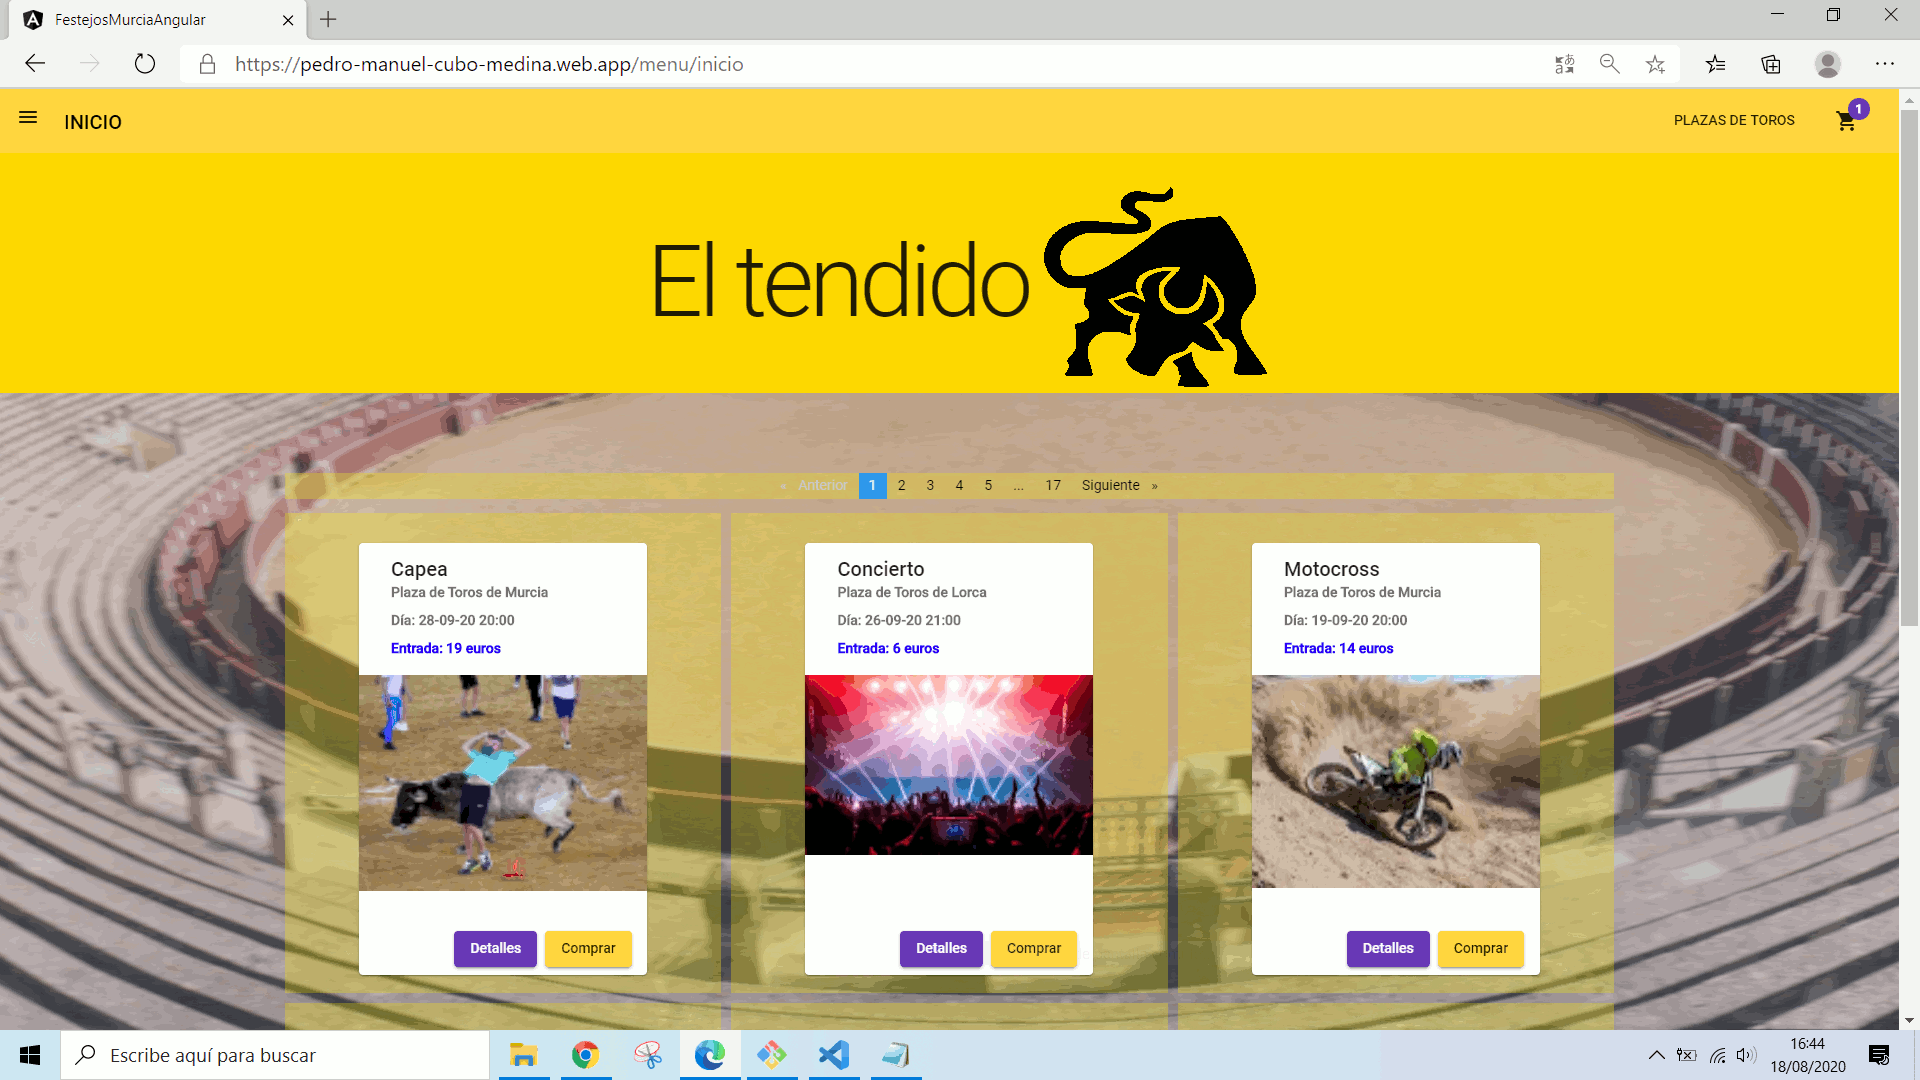 FestejosMurciaAngular
https://pedro-manuel-cubo-medina.web.app/menu/inicio
INICIO
PLAZAS DE TOROS
1
El tendido
« Anterior 1 2 3 4 5 ... 17 Siguiente »
Capea
Plaza de Toros de Murcia
Día: 28-09-20 20:00
Entrada: 19 euros
Detalles
Comprar
Concierto
Plaza de Toros de Lorca
Día: 26-09-20 21:00
Entrada: 6 euros
Detalles
Comprar
Motocross
Plaza de Toros de Murcia
Día: 19-09-20 20:00
Entrada: 14 euros
Detalles
Comprar
Escribe aquí para buscar
16:44
18/08/2020